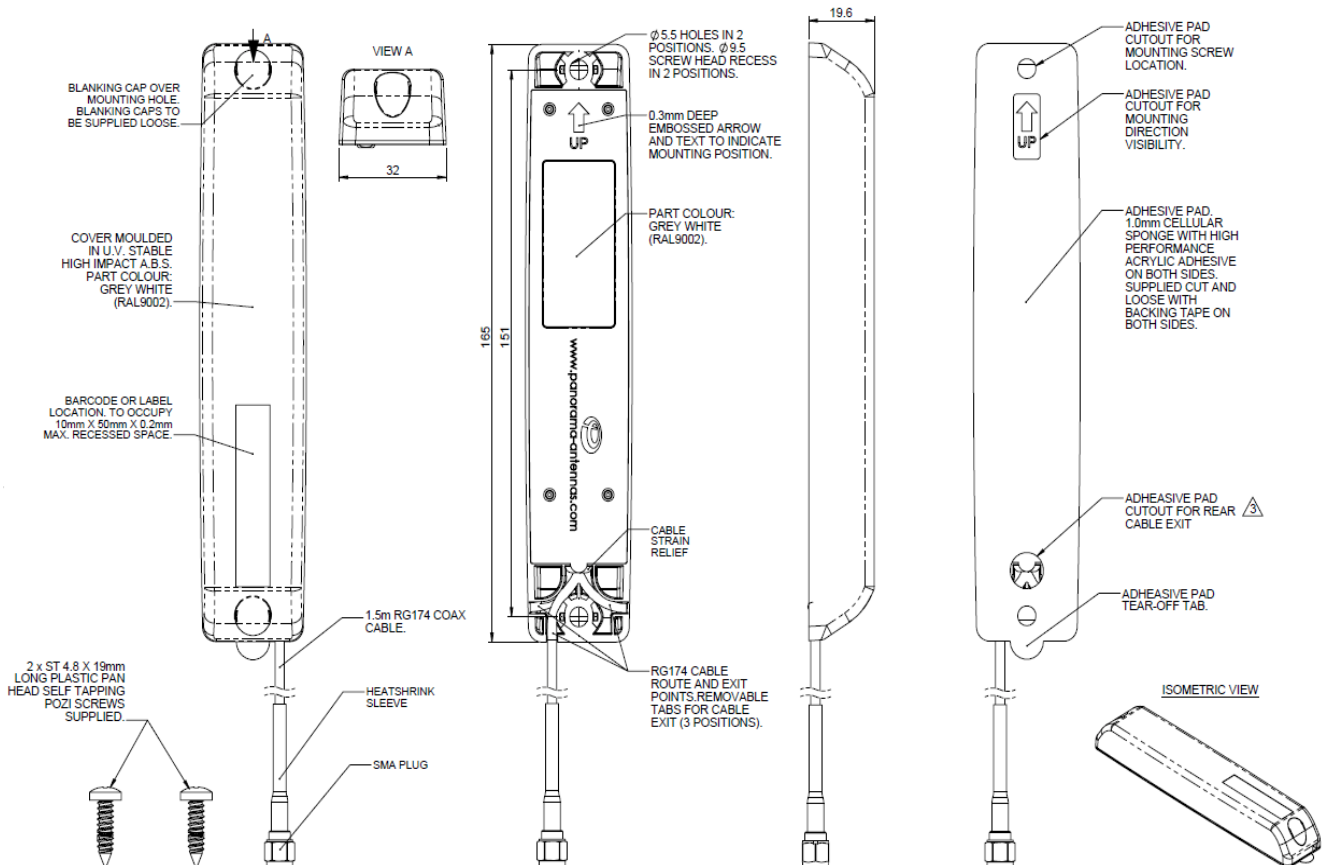 A
VIEW A
BLANKING CAP OVER
MOUNTING HOLE.
BLANKING CAPS TO
BE SUPPLIED LOOSE.
32
COVER MOULDED
IN U.V. STABLE
HIGH IMPACT A.B.S.
PART COLOUR:
GREY WHITE
(RAL9002).
BARCODE OR LABEL
LOCATION. TO OCCUPY
10mm X 50mm X 0.2mm
MAX. RECESSED SPACE.
2 x ST 4.8 X 19mm
LONG PLASTIC PAN
HEAD SELF TAPPING
POZI SCREWS
SUPPLIED.
1.5m RG174 COAX
CABLE.
HEATSHRINK
SLEEVE
SMA PLUG
165
151
UP
www.panorama-antennas.com
∅5.5 HOLES IN 2
POSITIONS. ∅9.5
SCREW HEAD RECESS
IN 2 POSITIONS.
0.3mm DEEP
EMBOSSED ARROW
AND TEXT TO INDICATE
MOUNTING POSITION.
PART COLOUR:
GREY WHITE
(RAL9002).
CABLE
STRAIN
RELIEF
RG174 CABLE
ROUTE AND EXIT
POINTS.REMOVABLE
TABS FOR CABLE
EXIT (3 POSITIONS).
19.6
UP
ADHESIVE PAD
CUTOUT FOR
MOUNTING SCREW
LOCATION.
ADHESIVE PAD
CUTOUT FOR
MOUNTING
DIRECTION
VISIBILITY.
ADHESIVE PAD.
1.0mm CELLULAR
SPONGE WITH HIGH
PERFORMANCE
ACRYLIC ADHESIVE
ON BOTH SIDES.
SUPPLIED CUT AND
LOOSE WITH
BACKING TAPE ON
BOTH SIDES.
ADHEASIVE PAD
CUTOUT FOR REAR
CABLE EXIT
3
ADHEASIVE PAD
TEAR-OFF TAB.
ISOMETRIC VIEW